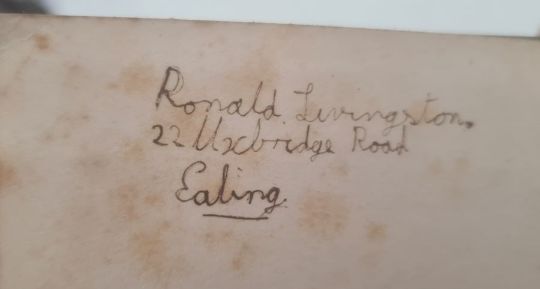 Ronald Livingston.
22 Uxbridge Road
Ealing.